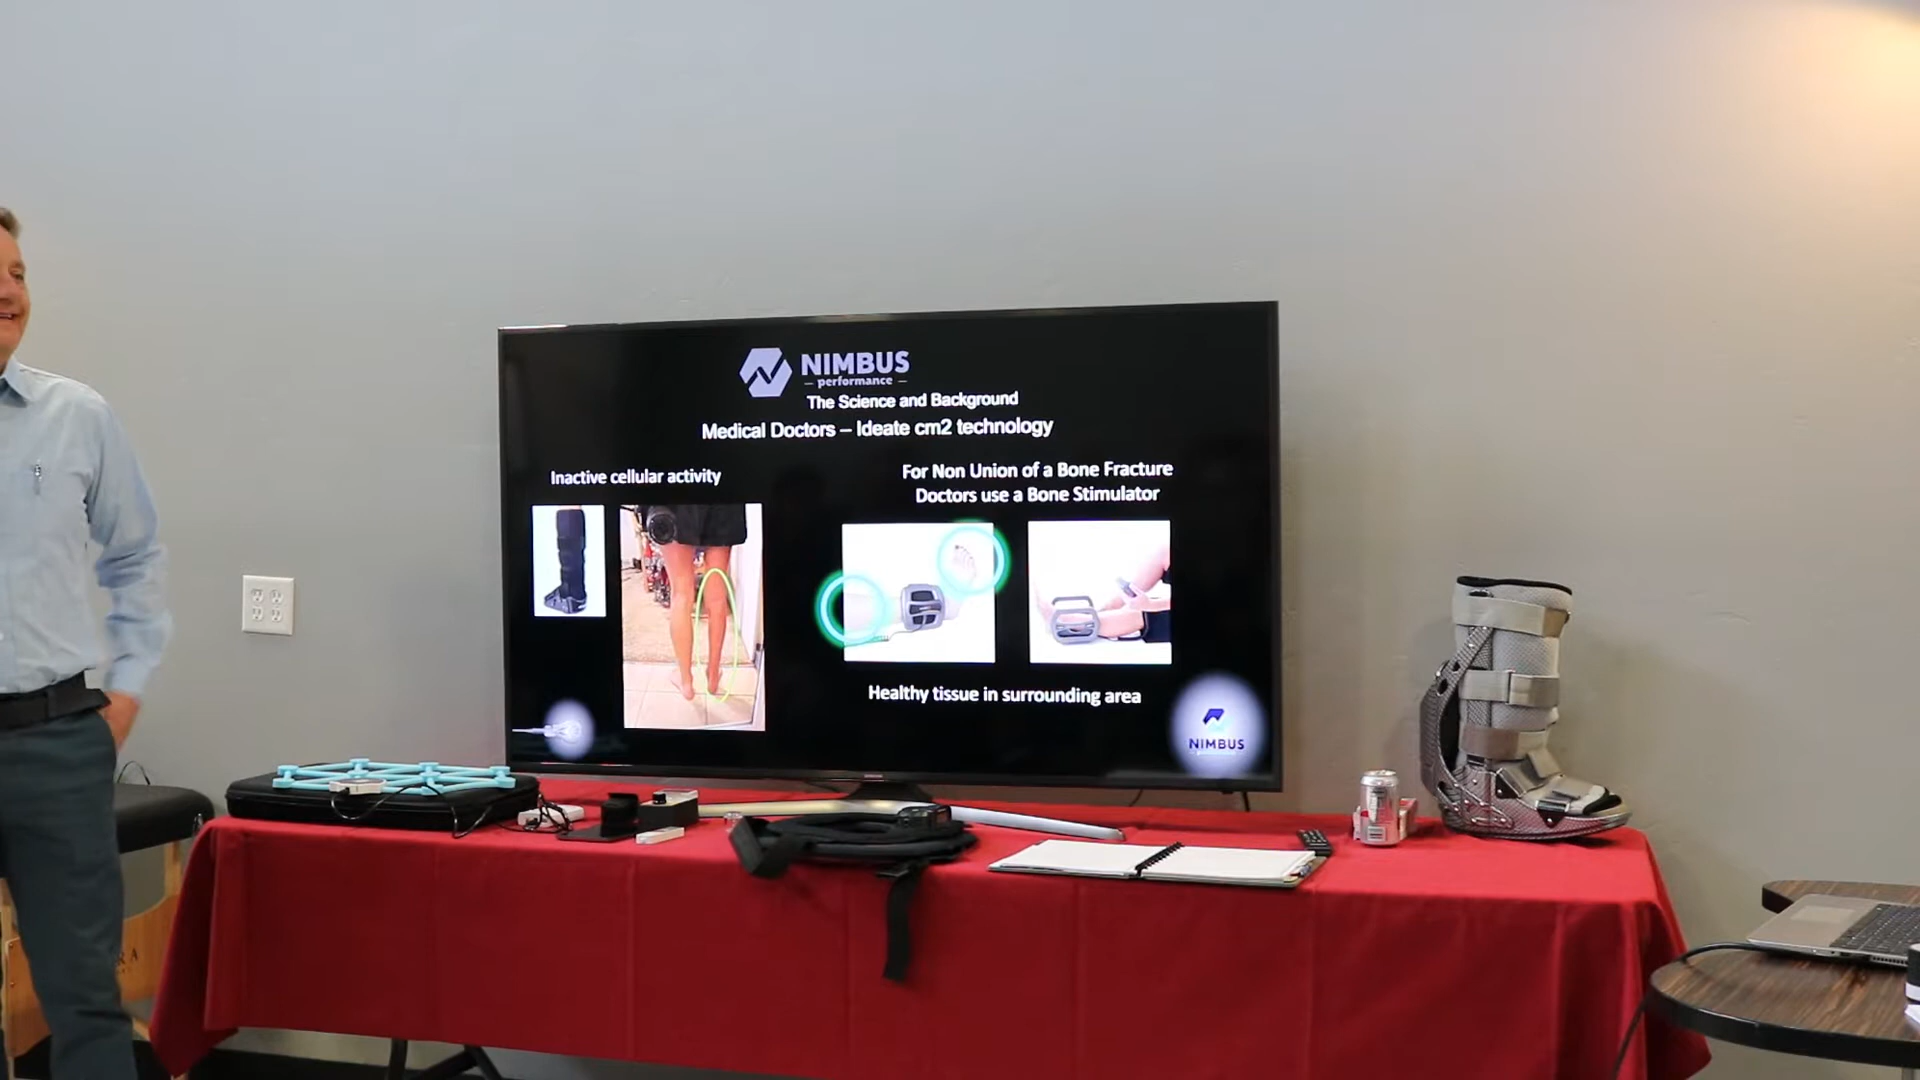 NIMBUS
– performance –
The Science and Background
Medical Doctors – Ideate cm2 technology
Inactive cellular activity
For Non Union of a Bone Fracture
Doctors use a Bone Stimulator
Healthy tissue in surrounding area
NIMBUS